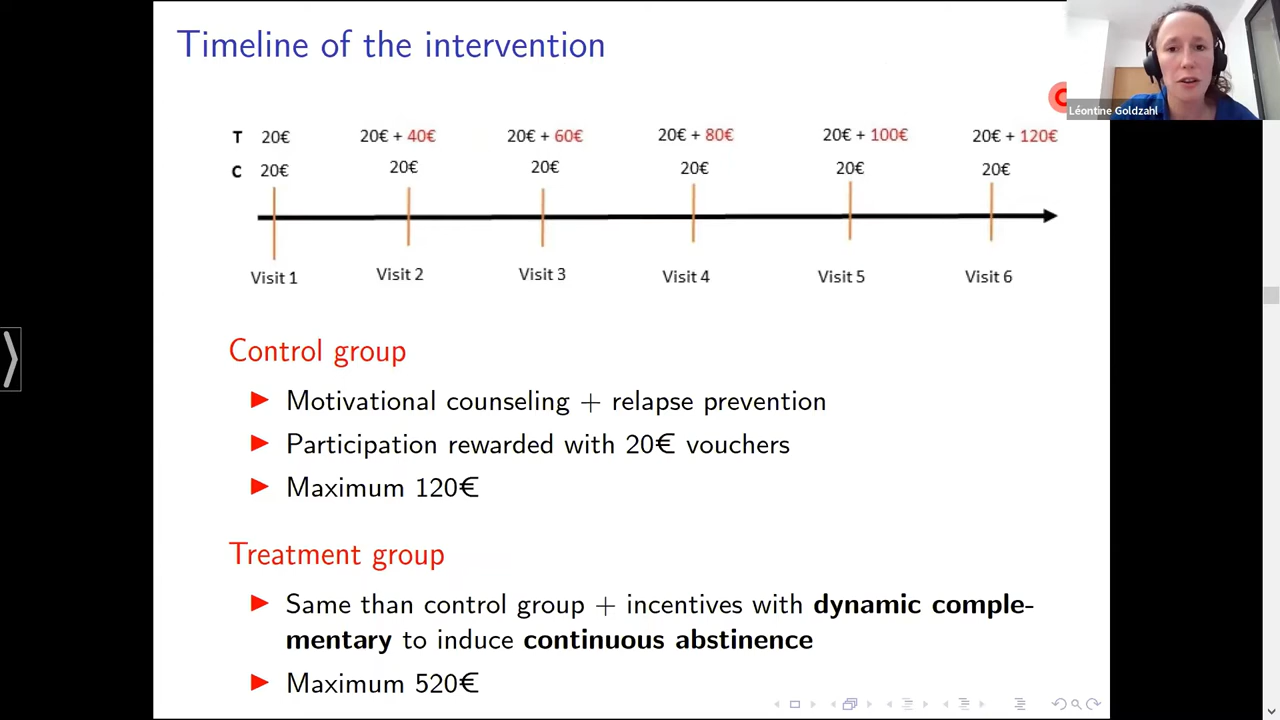 Timeline of the intervention
Léontine Goldzahl
T 20€ 20€ + 40€ 20€ + 60€ 20€ + 80€ 20€ + 100€ 20€ + 120€
C 20€ 20€ 20€ 20€ 20€ 20€
Visit 1 Visit 2 Visit 3 Visit 4 Visit 5 Visit 6
Control group
Motivational counseling + relapse prevention
Participation rewarded with 20€ vouchers
Maximum 120€
Treatment group
Same than control group + incentives with dynamic comple-
mentary to induce continuous abstinence
Maximum 520€